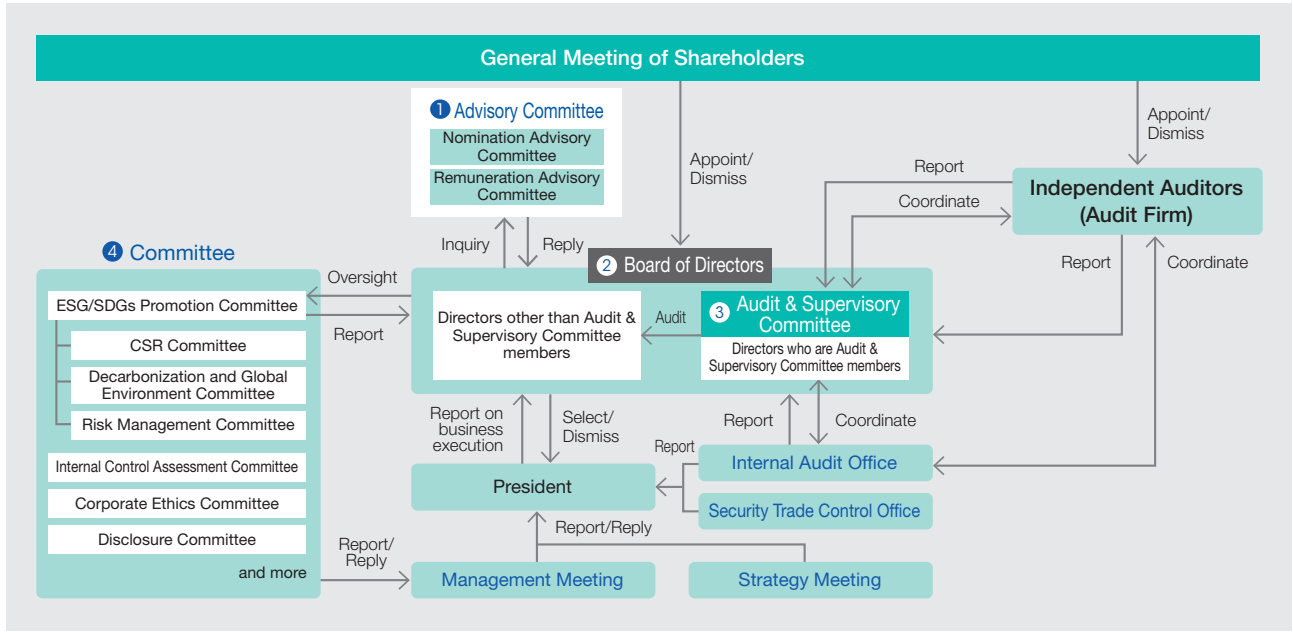 General Meeting of Shareholders
1 Advisory Committee
Nomination Advisory
Committee
Remuneration Advisory
Committee
Appoint/
Dismiss
Appoint/
Dismiss
Report
Coordinate
Independent Auditors
(Audit Firm)
Inquiry
Reply
Report
Coordinate
4 Committee
Oversight
Report
ESG/SDGs Promotion Committee
CSR Committee
Decarbonization and Global
Environment Committee
Risk Management Committee
Internal Control Assessment Committee
Corporate Ethics Committee
Disclosure Committee
and more
2 Board of Directors
Directors other than Audit &
Supervisory Committee
members
Audit
3 Audit & Supervisory
Committee
Directors who are Audit &
Supervisory Committee members
Report on
business
execution
Select/
Dismiss
Report
Coordinate
Report
Internal Audit Office
Security Trade Control Office
President
Report/Reply
Report/
Reply
Management Meeting
Strategy Meeting